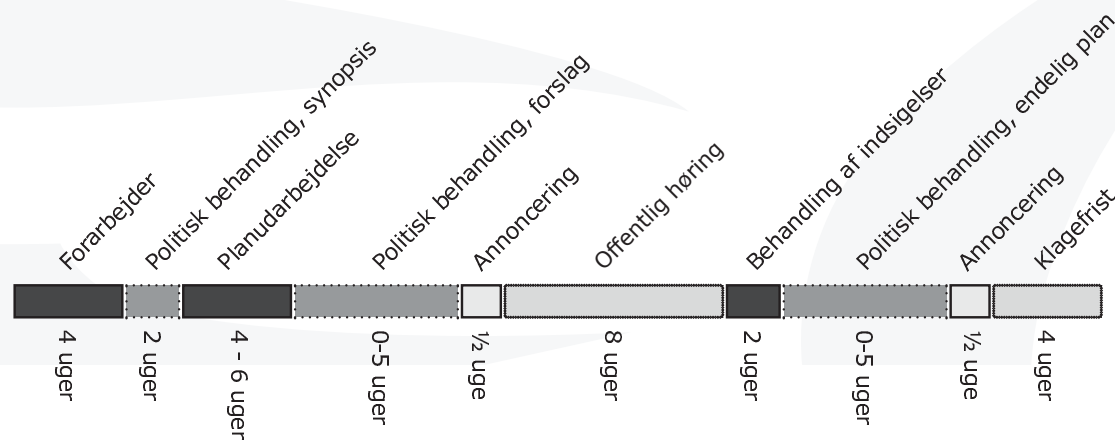 Forarbejder
Politisk behandling, synopsis
Planudarbejdelse
Politisk behandling, forslag
Annoncering
Offentlig høring
Behandling af indsigelser
Politisk behandling, endelig plan
Annoncering
Klagefrist
4 uger
2 uger
4 - 6 uger
0-5 uger
½ uge
8 uger
2 uger
0-5 uger
½ uge
4 uger